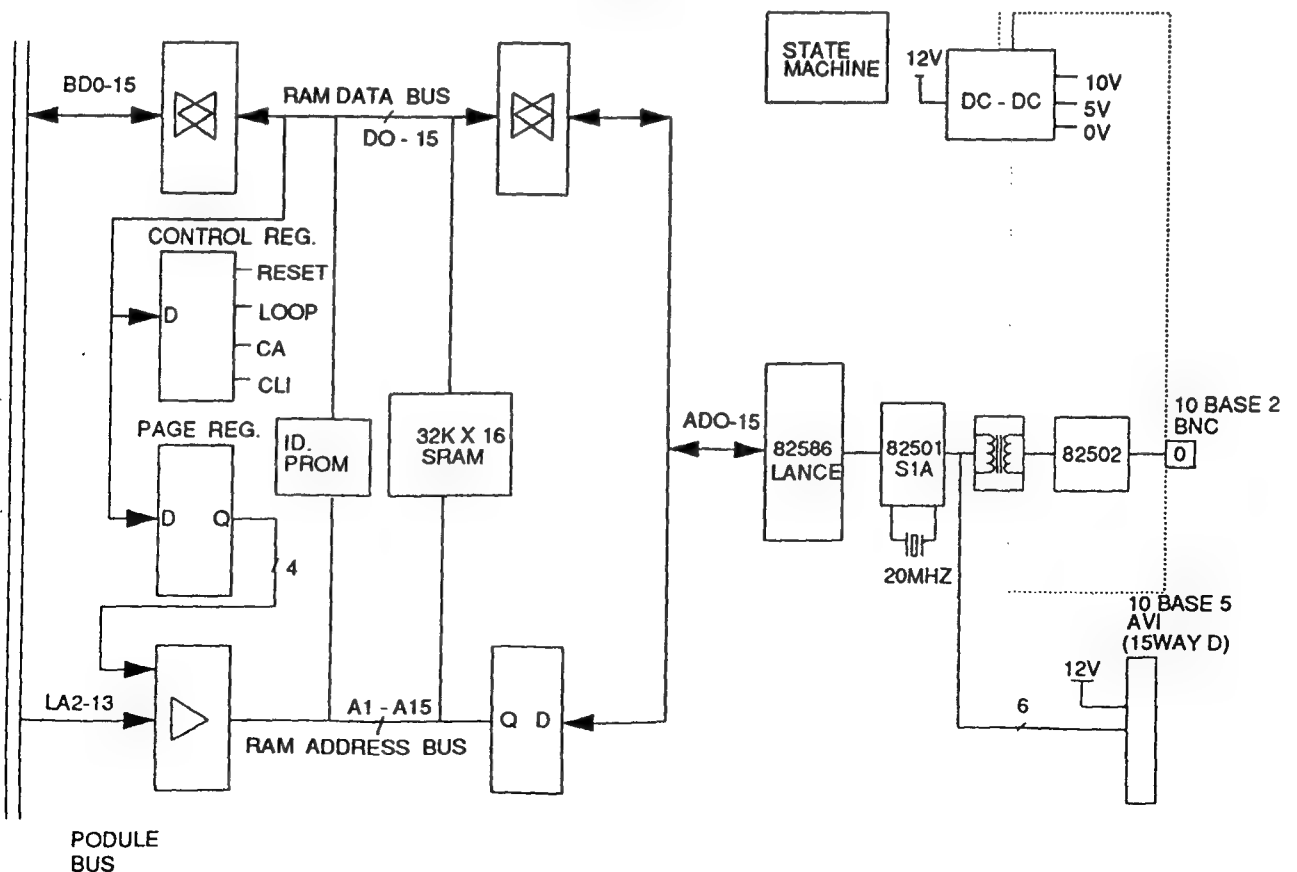 BD0-15
RAM DATA BUS
DO - 15
STATE
MACHINE
12V
DC - DC
10V
5V
0V
CONTROL REG.
D
RESET
LOOP
CA
CLI
PAGE REG.
D Q
4
ID.
PROM
32K X 16
SRAM
ADO-15
82586
LANCE
82501
S1A
20MHZ
82502
10 BASE 2
BNC
0
10 BASE 5
AVI
(15WAY D)
12V
6
LA2-13
A1 - A15
RAM ADDRESS BUS
Q D
PODULE
BUS